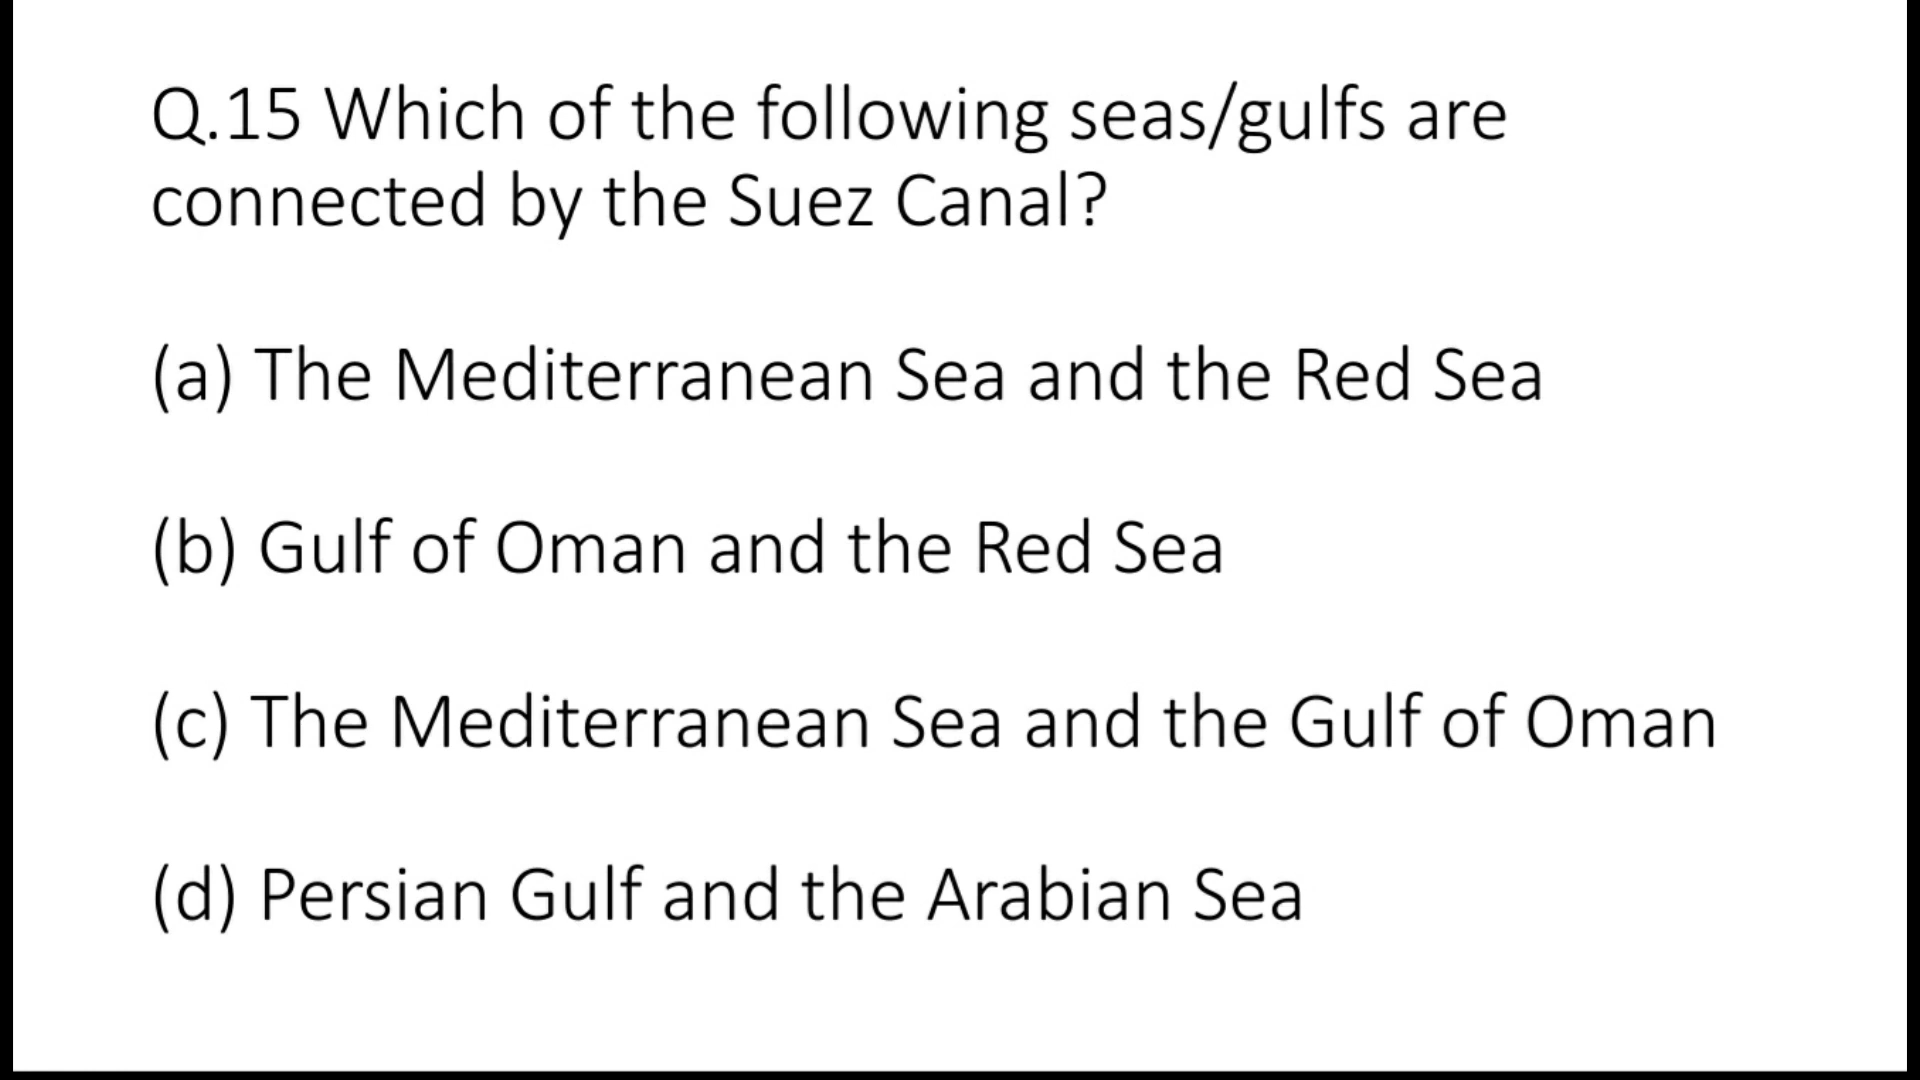 Q.15 Which of the following seas/gulfs are
connected by the Suez Canal?
(a) The Mediterranean Sea and the Red Sea
(b) Gulf of Oman and the Red Sea
(c) The Mediterranean Sea and the Gulf of Oman
(d) Persian Gulf and the Arabian Sea